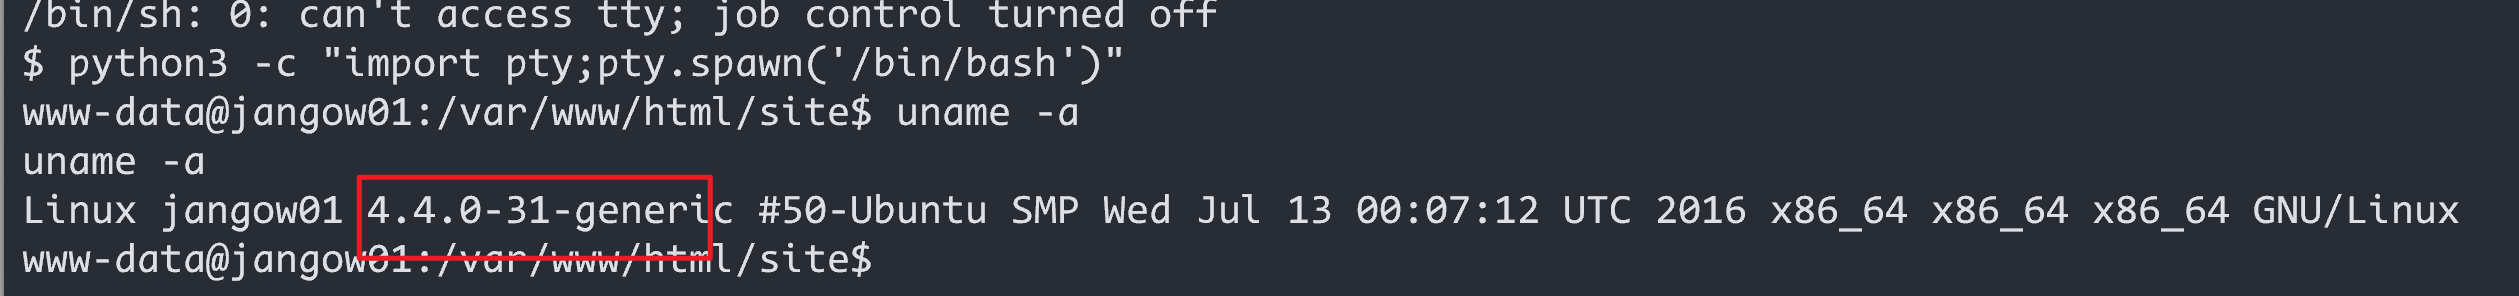 /bin/sh: 0: can't access tty; job control turned off
$ python3 -c "import pty;pty.spawn('/bin/bash')"
www-data@jangow01:/var/www/html/site$ uname -a
uname -a
Linux jangow01 4.4.0-31-generic #50-Ubuntu SMP Wed Jul 13 00:07:12 UTC 2016 x86_64 x86_64 x86_64 GNU/Linux
www-data@jangow01:/var/www/html/site$